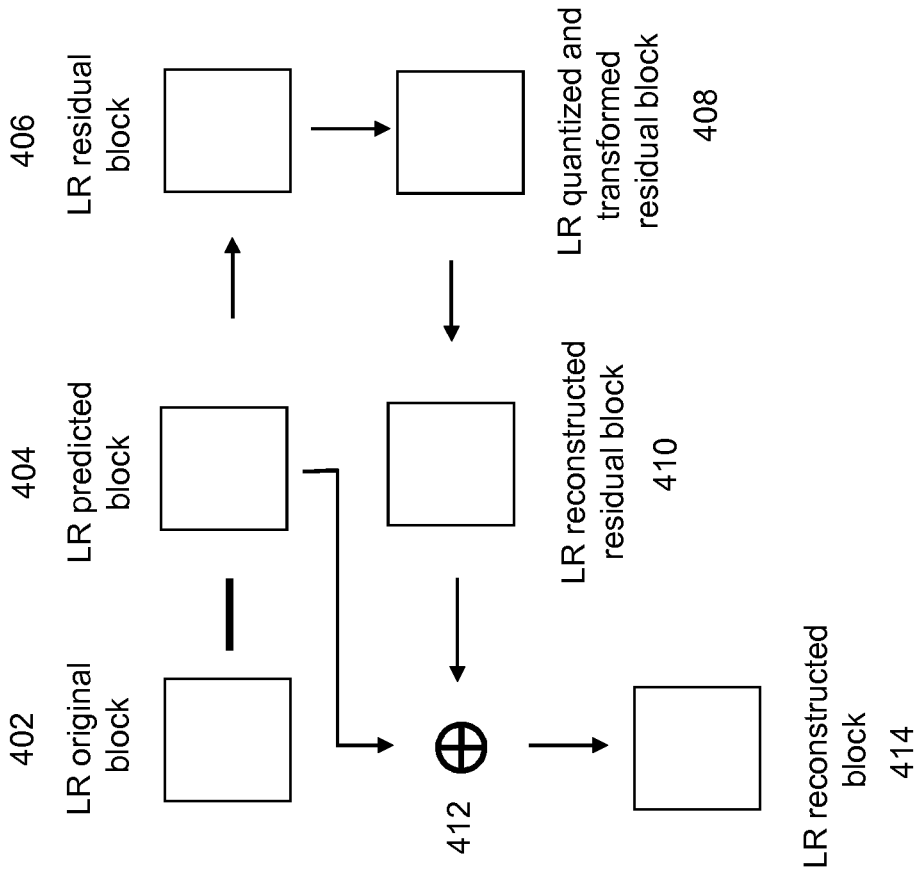 402
LR original
block
404
LR predicted
block
406
LR residual
block
LR quantized and
transformed
residual block
408
LR reconstructed
residual block
410
412
LR reconstructed
block
414